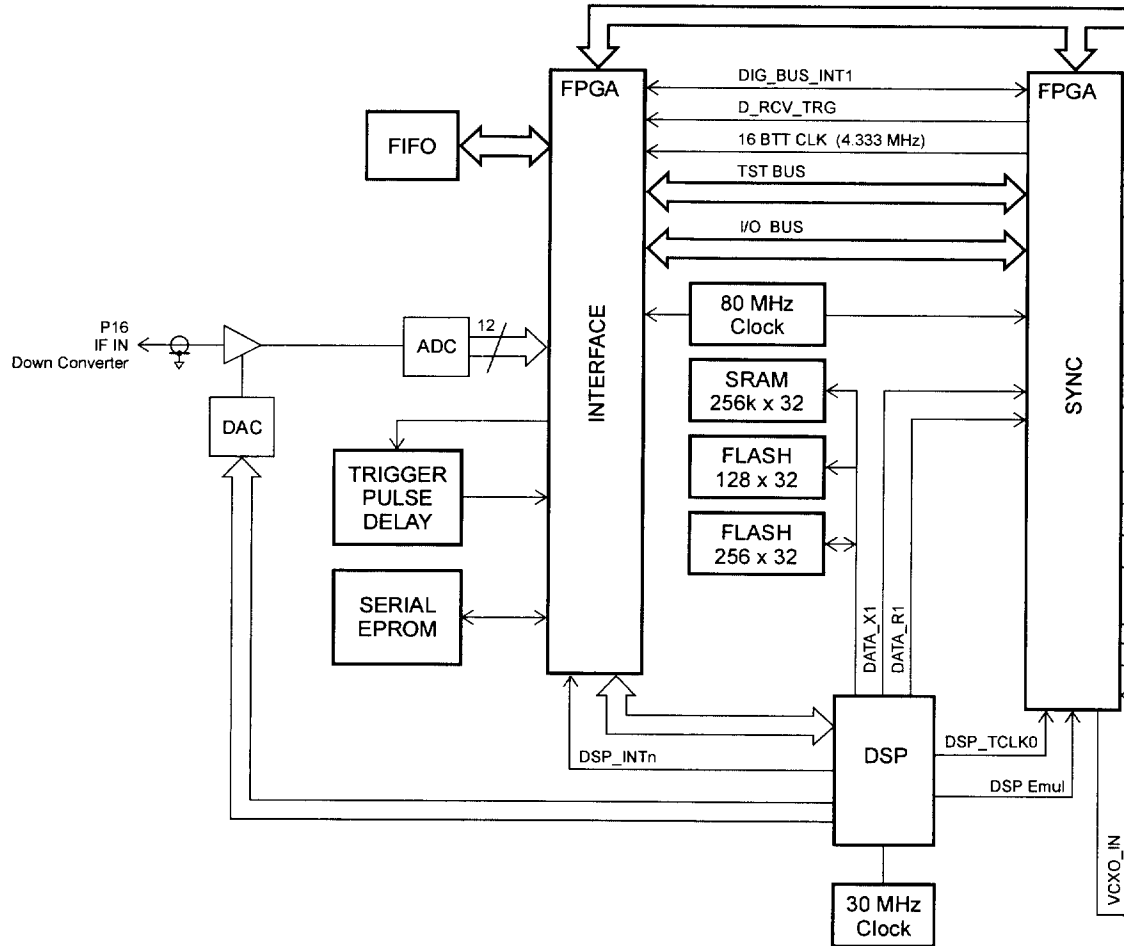 FPGA
INTERFACE
FPGA
SYNC
DIG_BUS_INT1
D_RCV_TRG
16 BTT CLK (4.333 MHz)
TST BUS
I/O BUS
FIFO
80 MHz
Clock
P16
IF IN
Down Converter
ADC
12
DAC
SRAM
256k x 32
FLASH
128 x 32
FLASH
256 x 32
TRIGGER
PULSE
DELAY
SERIAL
EPROM
DATA_X1
DATA_R1
DSP_INTn
DSP
DSP_TCLK0
DSP Emul
VCXO_IN
30 MHz
Clock